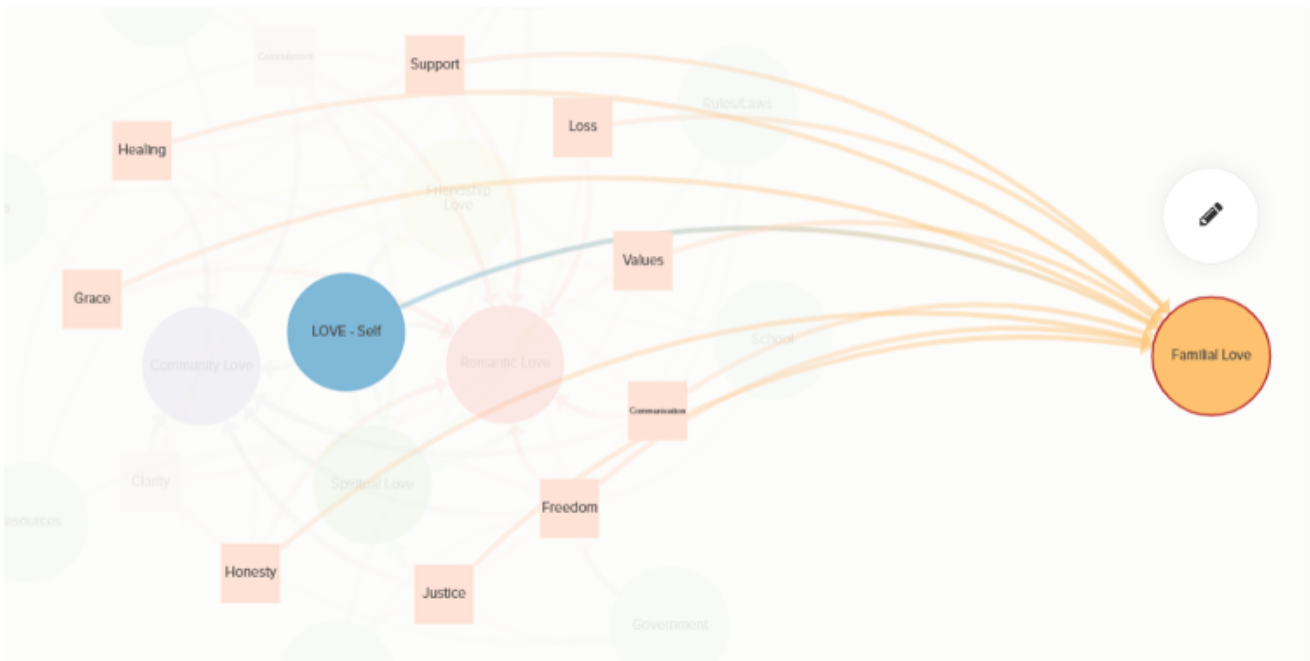 Commitment
Support
Rules/Laws
Loss
Healing
Friendship
Love
Values
Grace
LOVE - Self
School
Familial Love
Community Love
Romantic Love
Communication
Clarity
Spiritual Love
Freedom
Honesty
Justice
Government